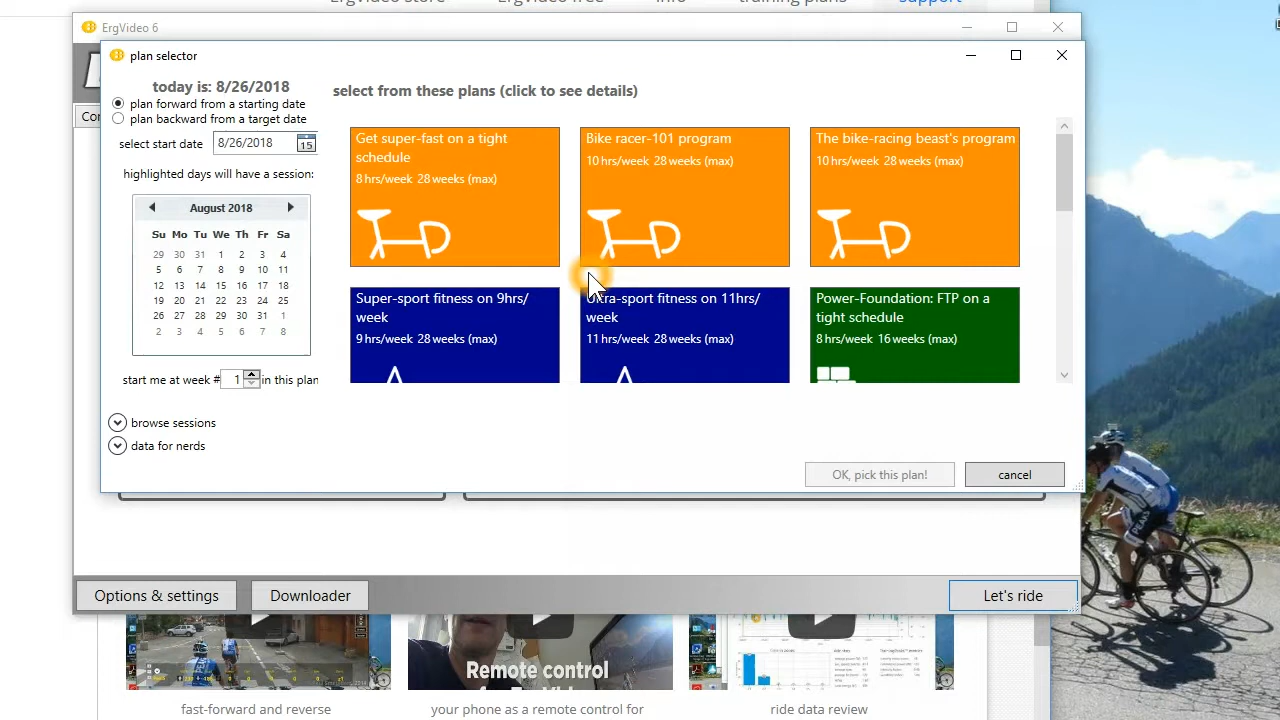 ErgVideo store ErgVideo free info training plans support
ErgVideo 6
plan selector
today is: 8/26/2018
select from these plans (click to see details)
plan forward from a starting date
plan backward from a target date
select is date 8/26/2018 15
highlighted days will have a session:
August 2018
Su Mo Tu We Th Fr Sa
29 30 31 1 2 3 4
5 6 7 8 9 10 11
12 13 14 15 16 17 18
19 20 21 22 23 24 25
26 27 28 29 30 31 1
2 3 4 5 6 7 8
start me at week # 1 in this plan
browse sessions
data for nerds
Get super-fast on a tight
schedule
8 hrs/week 28 weeks (max)
Bike racer-101 program
10 hrs/week 28 weeks (max)
The bike-racing beast's program
10 hrs/week 28 weeks (max)
Super-sport fitness on 9hrs/
week
9 hrs/week 28 weeks (max)
Ultra-sport fitness on 11hrs/
week
11 hrs/week 28 weeks (max)
Power-Foundation: FTP on a
tight schedule
8 hrs/week 16 weeks (max)
OK, pick this plan!
cancel
Options & settings
Downloader
Let's ride
Remote control
fast-forward and reverse
your phone as a remote control for
ride data review
PEAKS